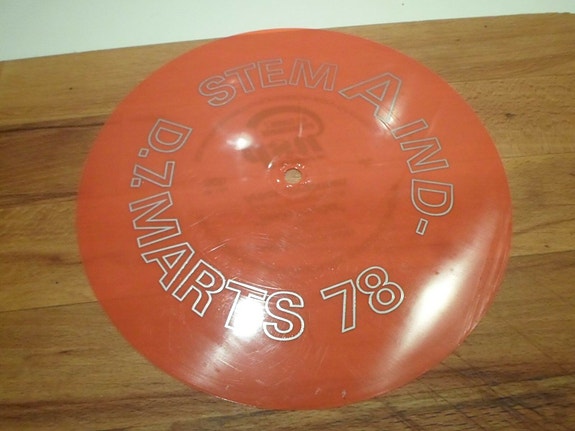 STEM A IND-
D.7. MARTS 78